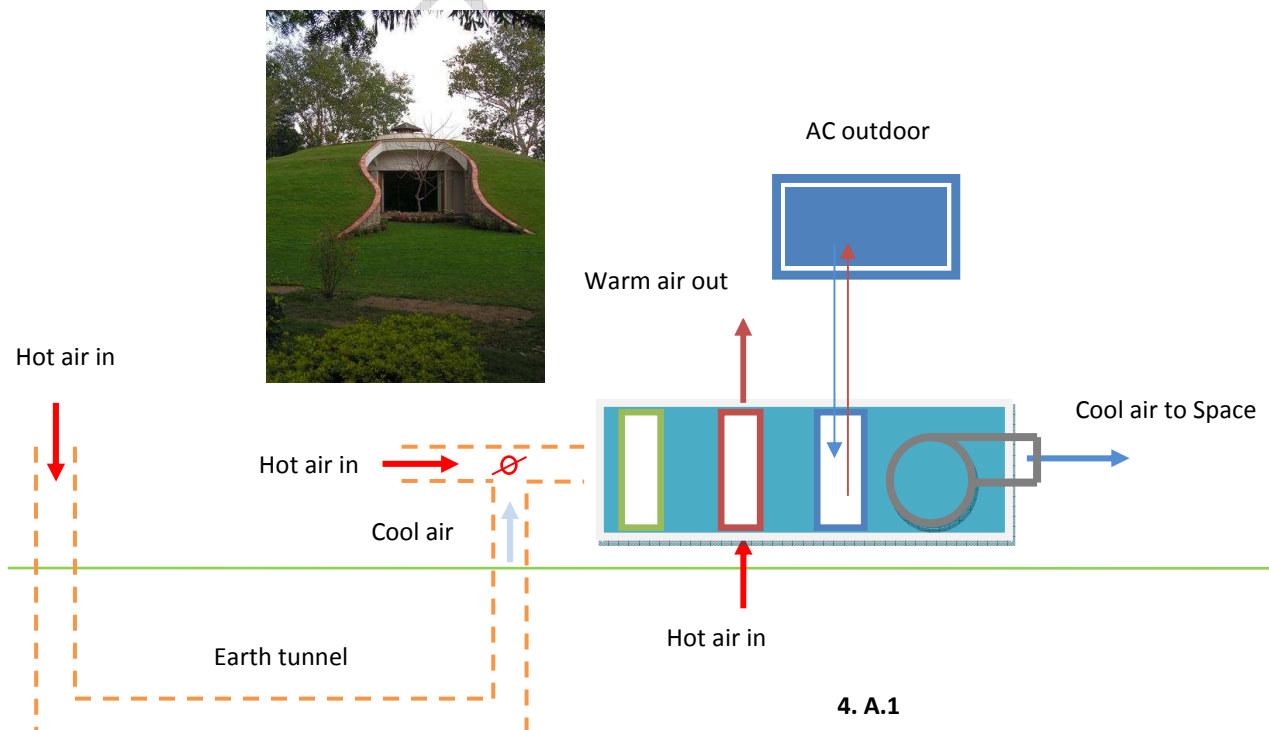 AC outdoor
Warm air out
Hot air in
Cool air to Space
Hot air in
Cool air
Hot air in
Earth tunnel
4. A.1